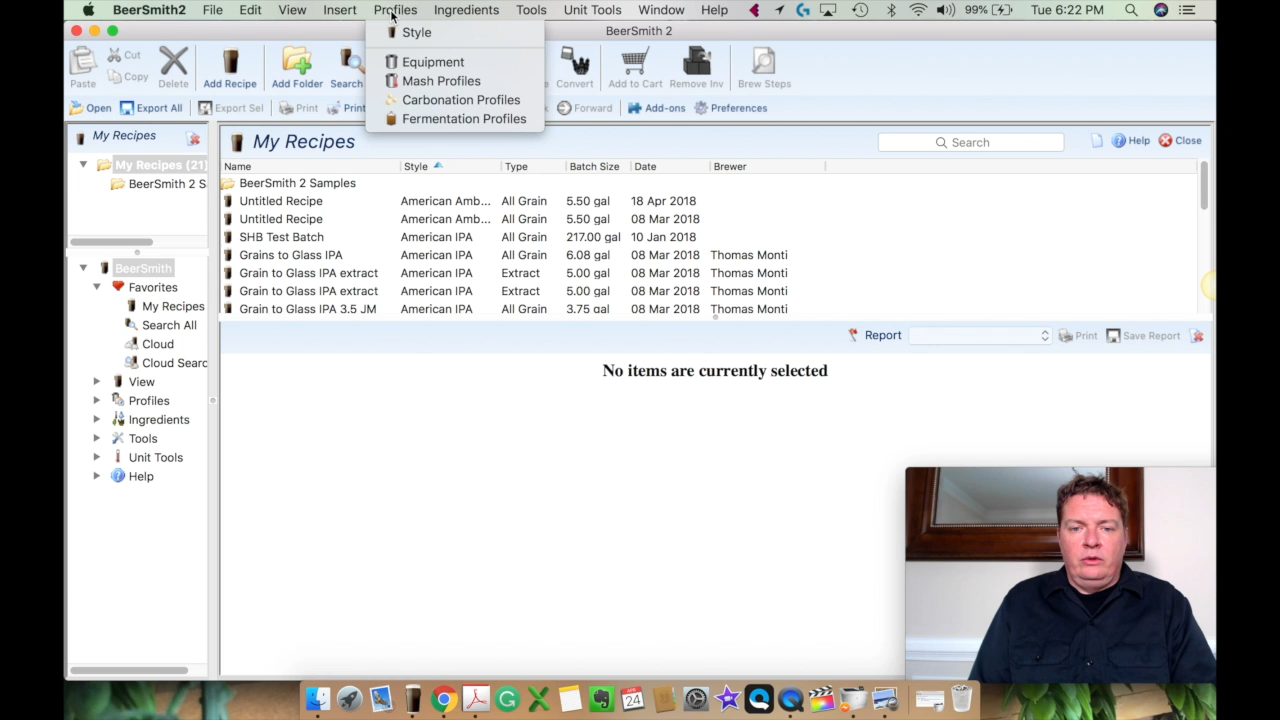 BeerSmith2 File Edit View Insert Profiles Ingredients Tools Unit Tools Window Help 99% Tue 6:22 PM
BeerSmith 2
Style
Equipment
Mash Profiles
Carbonation Profiles
Fermentation Profiles
Paste Cut Copy Delete Add Recipe Add Folder Search Convert Add to Cart Remove Inv Brew Steps
Open Export All Export Sel Print Forward Add-ons Preferences
My Recipes
My Recipes (21)
BeerSmith 2 S
BeerSmith
Favorites
My Recipes
Search All
Cloud
Cloud Searc
View
Profiles
Ingredients
Tools
Unit Tools
Help
My Recipes Search Help Close
Name Style Type Batch Size Date Brewer
BeerSmith 2 Samples
Untitled Recipe American Amb... All Grain 5.50 gal 18 Apr 2018
Untitled Recipe American Amb... All Grain 5.50 gal 08 Mar 2018
SHB Test Batch American IPA All Grain 217.00 gal 10 Jan 2018
Grains to Glass IPA American IPA All Grain 6.08 gal 08 Mar 2018 Thomas Monti
Grain to Glass IPA extract American IPA Extract 5.00 gal 08 Mar 2018 Thomas Monti
Grain to Glass IPA extract American IPA Extract 5.00 gal 08 Mar 2018 Thomas Monti
Grain to Glass IPA 3.5 JM American IPA All Grain 3.75 gal 08 Mar 2018 Thomas Monti
Report Print Save Report
No items are currently selected
APR
24